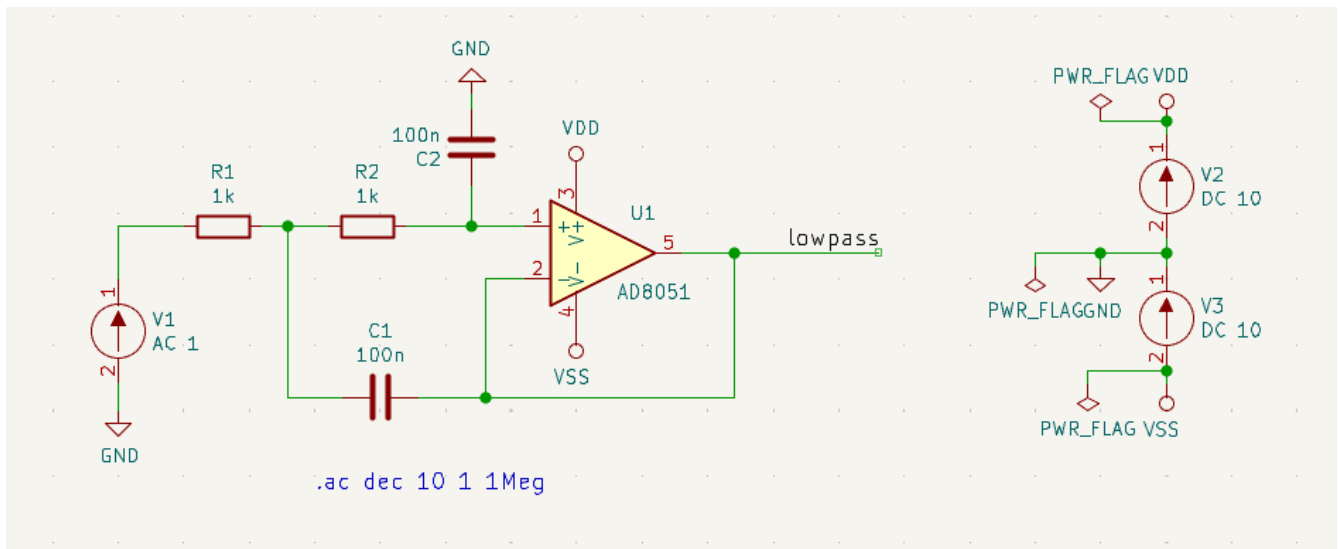 GND
100n
C2
VDD
3
R1
1k
R2
1k
1
+
V+
U1
5
lowpass
2
-
V-
AD8051
4
VSS
1
V1
AC 1
2
GND
C1
100n
.ac dec 10 1 1Meg
PWR_FLAG VDD
1
V2
DC 10
2
PWR_FLAG GND
1
V3
DC 10
2
PWR_FLAG VSS